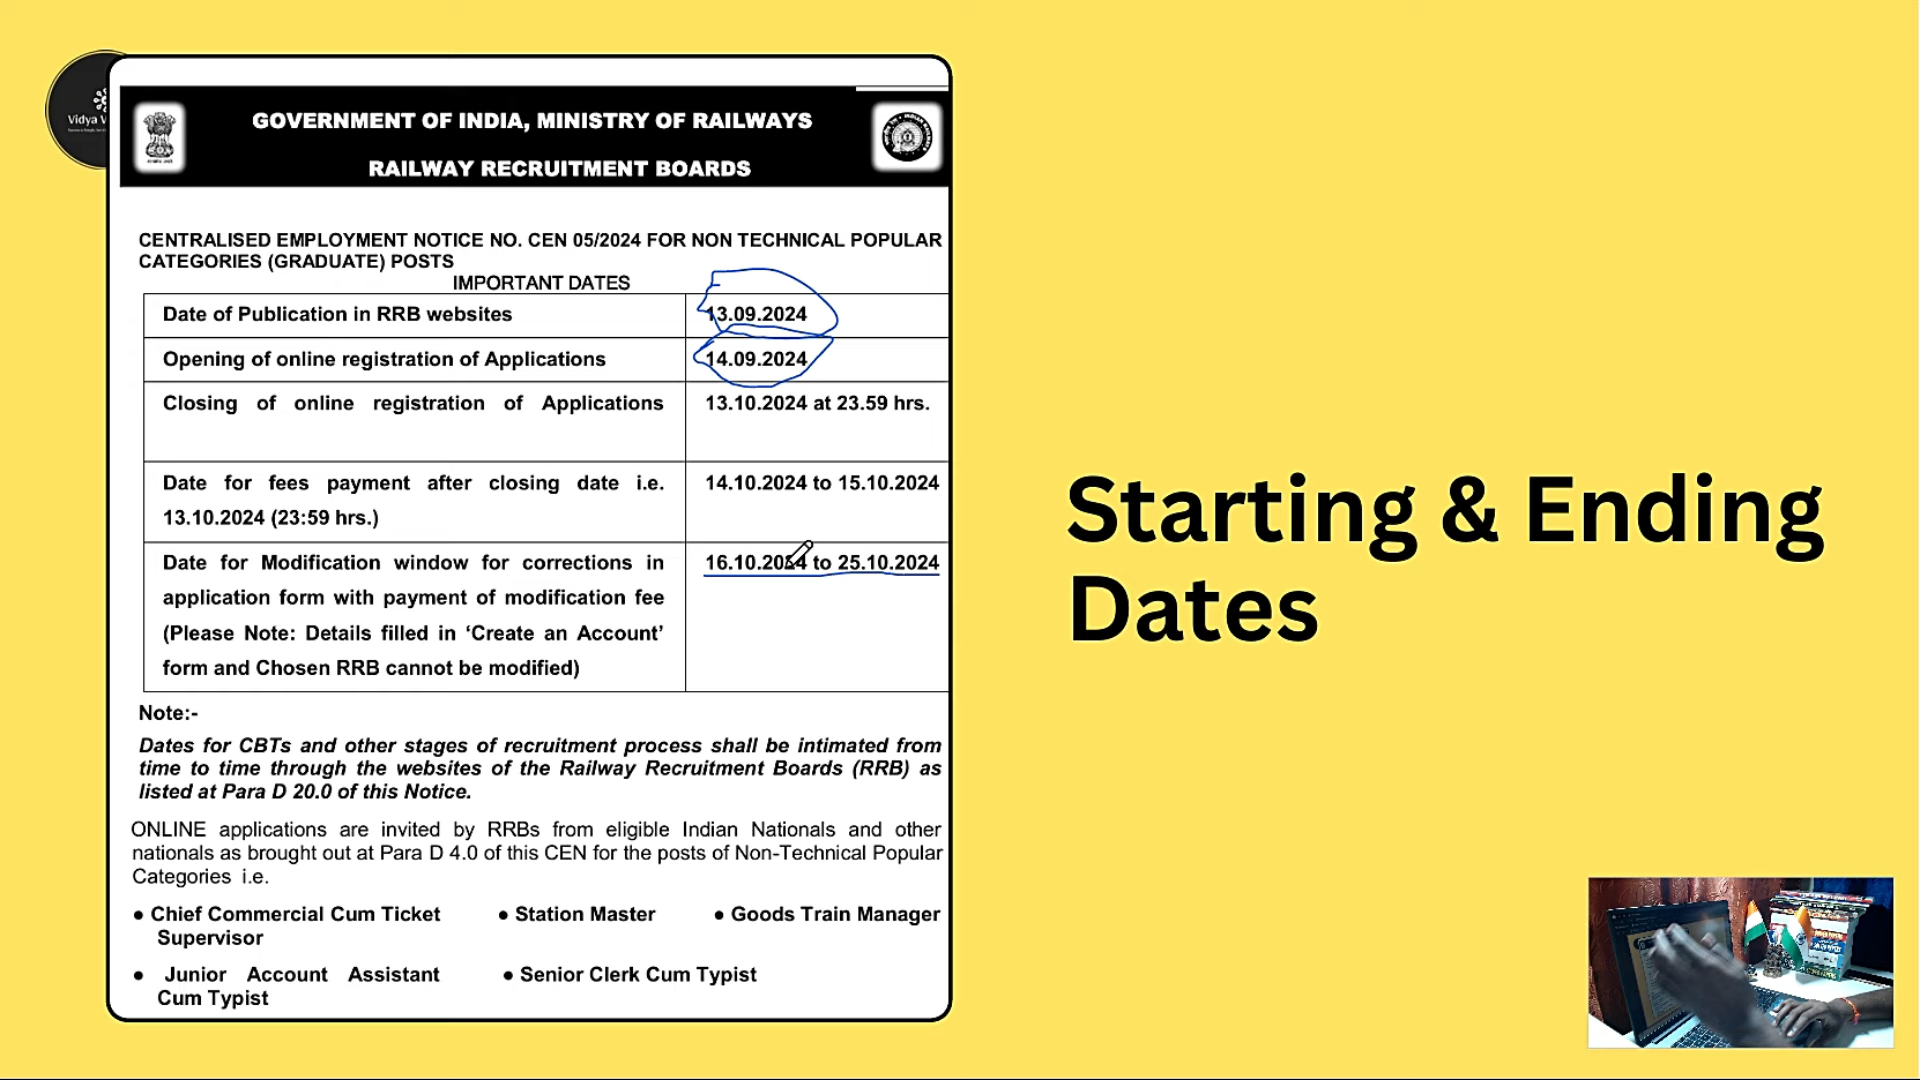 Vidya V
GOVERNMENT OF INDIA, MINISTRY OF RAILWAYS
RAILWAY RECRUITMENT BOARDS
CENTRALISED EMPLOYMENT NOTICE NO. CEN 05/2024 FOR NON TECHNICAL POPULAR
CATEGORIES (GRADUATE) POSTS
IMPORTANT DATES
Date of Publication in RRB websites 13.09.2024
Opening of online registration of Applications 14.09.2024
Closing of online registration of Applications 13.10.2024 at 23.59 hrs.
Date for fees payment after closing date i.e. 14.10.2024 to 15.10.2024
13.10.2024 (23:59 hrs.)
Date for Modification window for corrections in 16.10.2024 to 25.10.2024
application form with payment of modification fee
(Please Note: Details filled in ‘Create an Account’
form and Chosen RRB cannot be modified)
Note:-
Dates for CBTs and other stages of recruitment process shall be intimated from
time to time through the websites of the Railway Recruitment Boards (RRB) as
listed at Para D 20.0 of this Notice.
ONLINE applications are invited by RRBs from eligible Indian Nationals and other
nationals as brought out at Para D 4.0 of this CEN for the posts of Non-Technical Popular
Categories i.e.
● Chief Commercial Cum Ticket ● Station Master ● Goods Train Manager
Supervisor
● Junior Account Assistant ● Senior Clerk Cum Typist
Cum Typist
Starting & Ending
Dates